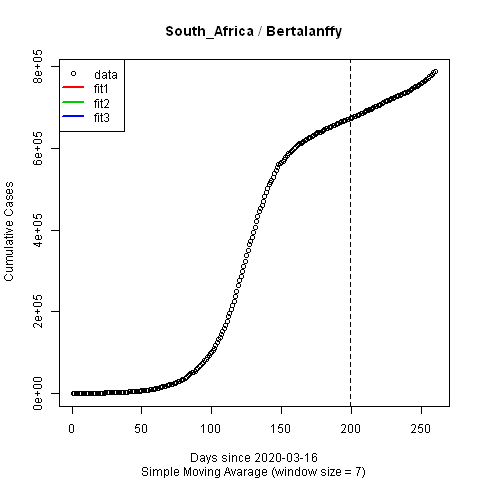 South_Africa / Bertalanffy
data
fit1
fit2
fit3
Cumulative Cases
0e+00
2e+05
4e+05
6e+05
8e+05
0
50
100
150
200
250
Days since 2020-03-16
Simple Moving Avarage (window size = 7)